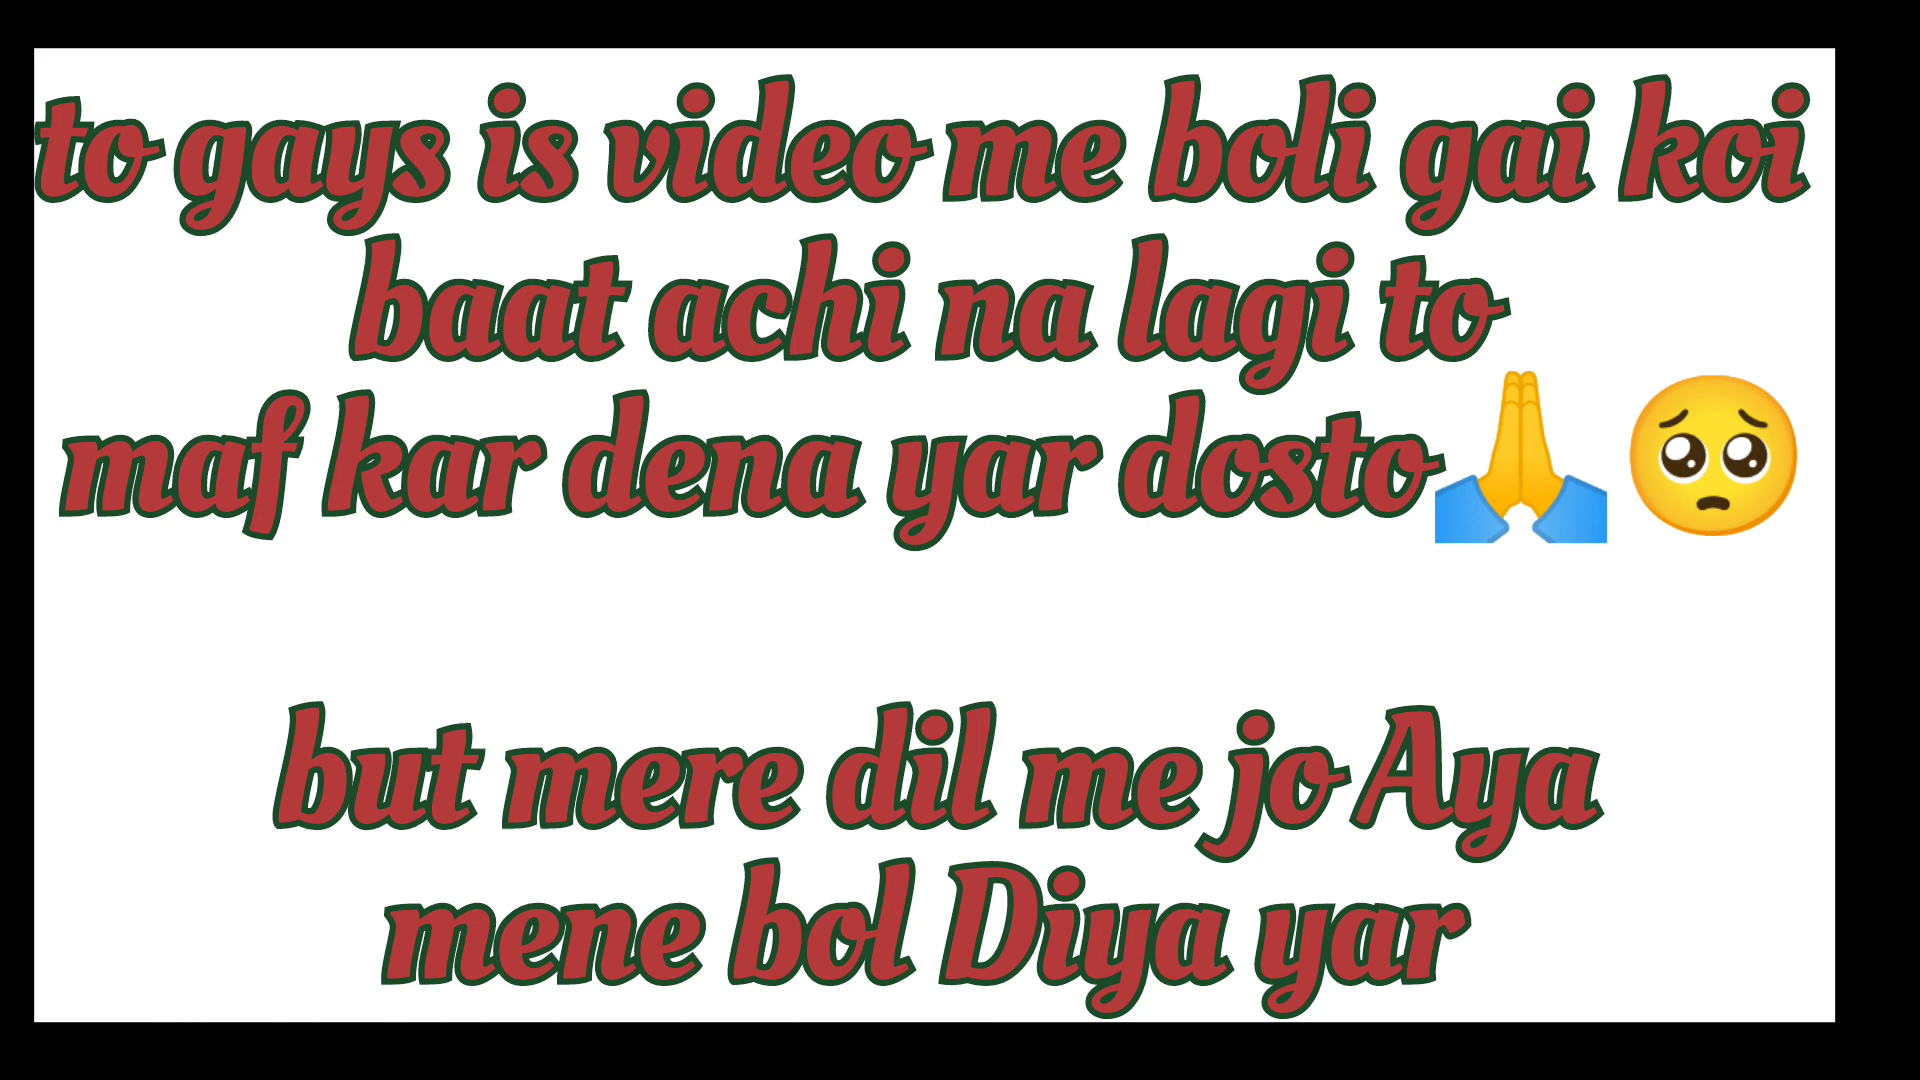 to gays is video me boli gai koi
baat achi na lagi to
maf kar dena yar dosto🙏🥺
but mere dil me jo Aya
mene bol Diya yar